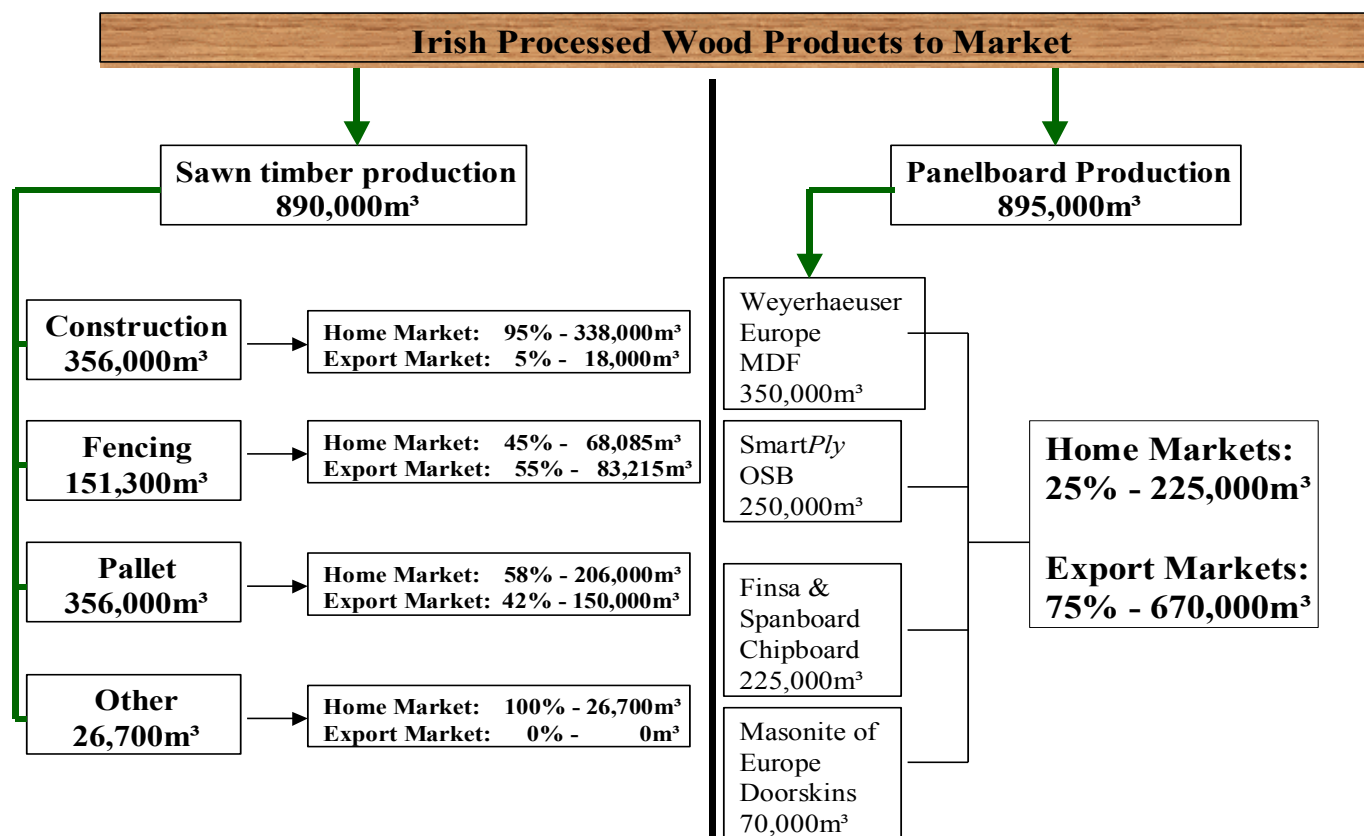 Irish Processed Wood Products to Market
Sawn timber production
890,000m³
Construction
356,000m³
Home Market: 95% - 338,000m³
Export Market: 5% - 18,000m³
Fencing
151,300m³
Home Market: 45% - 68,085m³
Export Market: 55% - 83,215m³
Pallet
356,000m³
Home Market: 58% - 206,000m³
Export Market: 42% - 150,000m³
Other
26,700m³
Home Market: 100% - 26,700m³
Export Market: 0% - 0m³
Panelboard Production
895,000m³
Weyerhaeuser
Europe
MDF
350,000m³
SmartPly
OSB
250,000m³
Finsa &
Spanboard
Chipboard
225,000m³
Masonite of
Europe
Doorskins
70,000m³
Home Markets:
25% - 225,000m³
Export Markets:
75% - 670,000m³